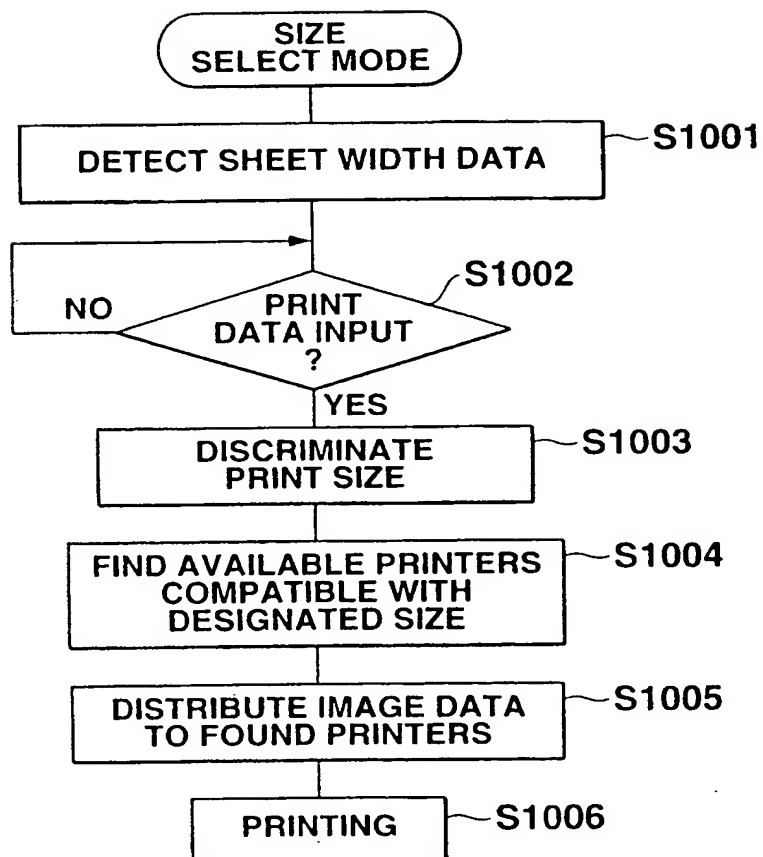 SIZE
SELECT MODE
DETECT SHEET WIDTH DATA
S1001
S1002
PRINT
DATA INPUT
?
NO
YES
DISCRIMINATE
PRINT SIZE
S1003
FIND AVAILABLE PRINTERS
COMPATIBLE WITH
DESIGNATED SIZE
S1004
DISTRIBUTE IMAGE DATA
TO FOUND PRINTERS
S1005
PRINTING
S1006